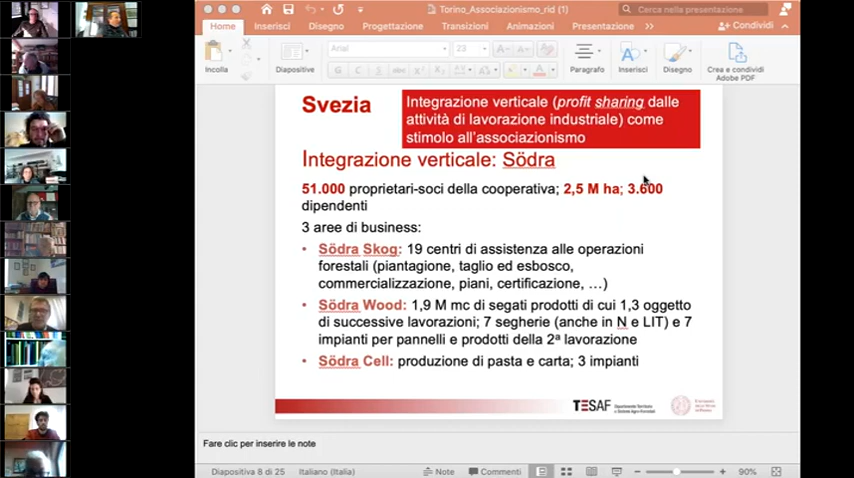 Torino_Associazionismo_rid (1)
Cerca nella presentazione
Home
Inserisci
Disegno
Progettazione
Transizioni
Animazioni
Presentazione
Condividi
Incolla
Diapositive
Arial
23
G
C
S
abc
Paragrafo
Inserisci
Disegno
Crea e condividi
Adobe PDF
Svezia
Integrazione verticale (profit sharing dalle
attività di lavorazione industriale) come
stimolo all'associazionismo
Integrazione verticale: Södra
51.000 proprietari-soci della cooperativa; 2,5 M ha; 3.600
dipendenti
3 aree di business:
• Södra Skog: 19 centri di assistenza alle operazioni
forestali (piantagione, taglio ed esbosco,
commercializzazione, piani, certificazione, …)
• Södra Wood: 1,9 M mc di segati prodotti di cui 1,3 oggetto
di successive lavorazioni; 7 segherie (anche in N e LIT) e 7
impianti per pannelli e prodotti della 2ª lavorazione
• Södra Cell: produzione di pasta e carta; 3 impianti
TESAF
Fare clic per inserire le note
Diapositiva 8 di 25
Italiano (Italia)
Note
Commenti
90%